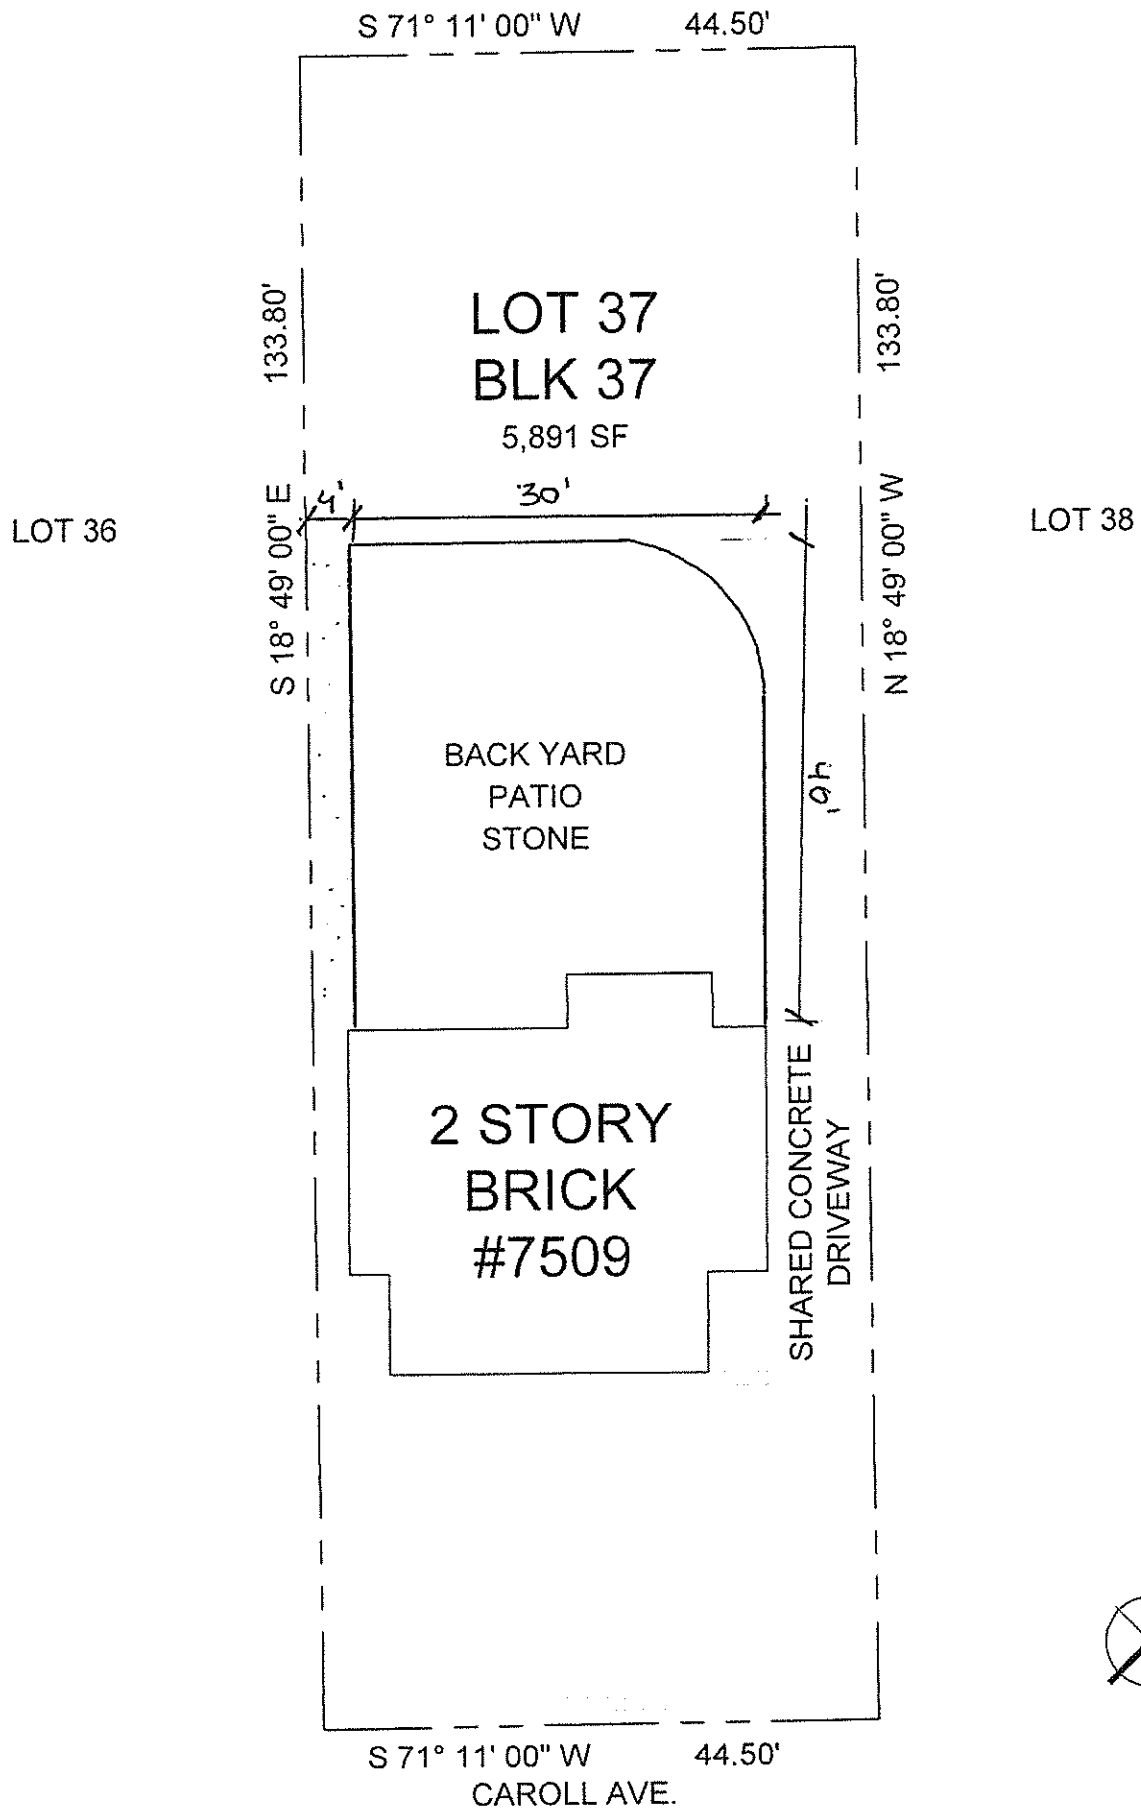 S 71° 11' 00" W 44.50'
133.80'
133.80'
LOT 37
BLK 37
5,891 SF
4'
30'
LOT 36
S 18° 49' 00" E
N 18° 49' 00" W
LOT 38
BACK YARD
PATIO
STONE
46'
2 STORY
BRICK
#7509
SHARED CONCRETE
DRIVEWAY
S 71° 11' 00" W 44.50'
CAROLL AVE.